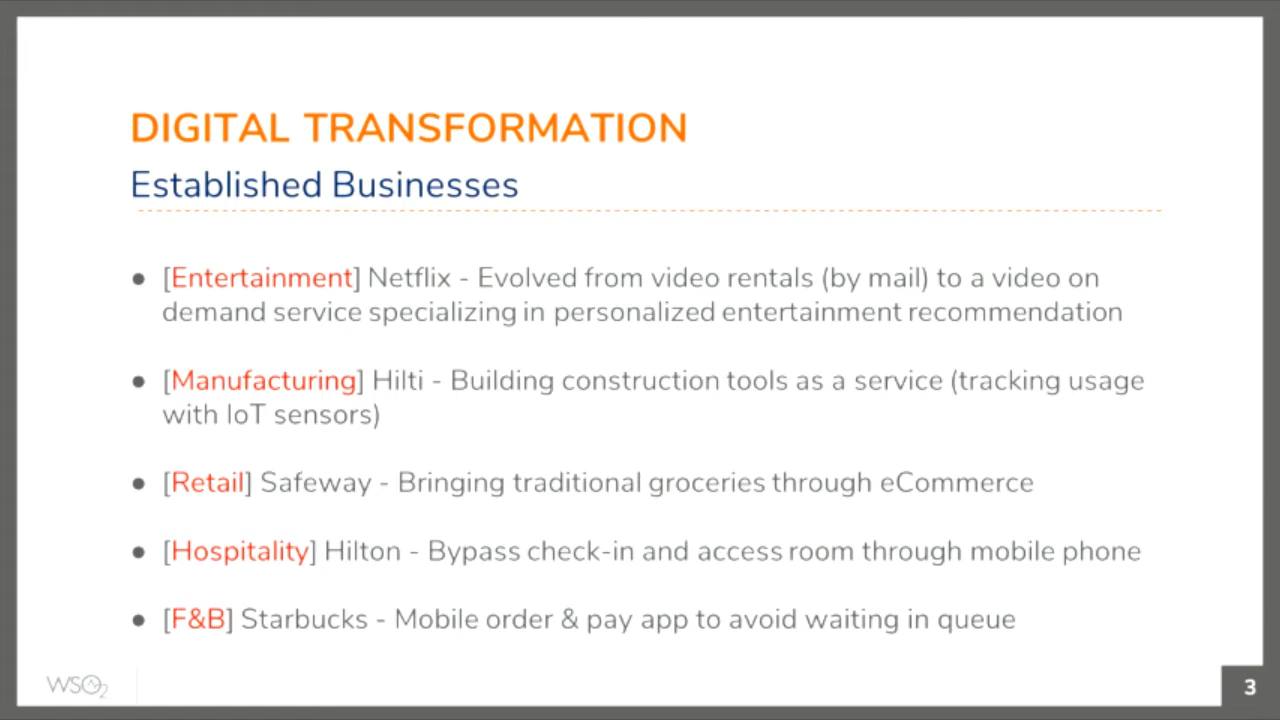 DIGITAL TRANSFORMATION
Established Businesses
● [Entertainment] Netflix - Evolved from video rentals (by mail) to a video on
demand service specializing in personalized entertainment recommendation
● [Manufacturing] Hilti - Building construction tools as a service (tracking usage
with IoT sensors)
● [Retail] Safeway - Bringing traditional groceries through eCommerce
● [Hospitality] Hilton - Bypass check-in and access room through mobile phone
● [F&B] Starbucks - Mobile order & pay app to avoid waiting in queue
WSO2
3